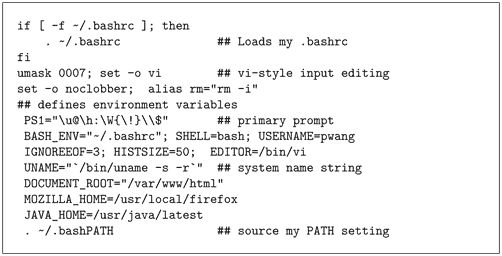 if [ -f ~/.bashrc ]; then
    . ~/.bashrc            ## Loads my .bashrc
fi
umask 0007; set -o vi      ## vi-style input editing
set -o noclobber;  alias rm="rm -i"
## defines environment variables
 PS1="\u@\h:\W{\!}\\$"     ## primary prompt
 BASH_ENV="~/.bashrc"; SHELL=bash; USERNAME=pwang
 IGNOREEOF=3; HISTSIZE=50;  EDITOR=/bin/vi
 UNAME="`/bin/uname -s -r`"  ## system name string
 DOCUMENT_ROOT="/var/www/html"
 MOZILLA_HOME=/usr/local/firefox
 JAVA_HOME=/usr/java/latest
 . ~/.bashPATH             ## source my PATH setting